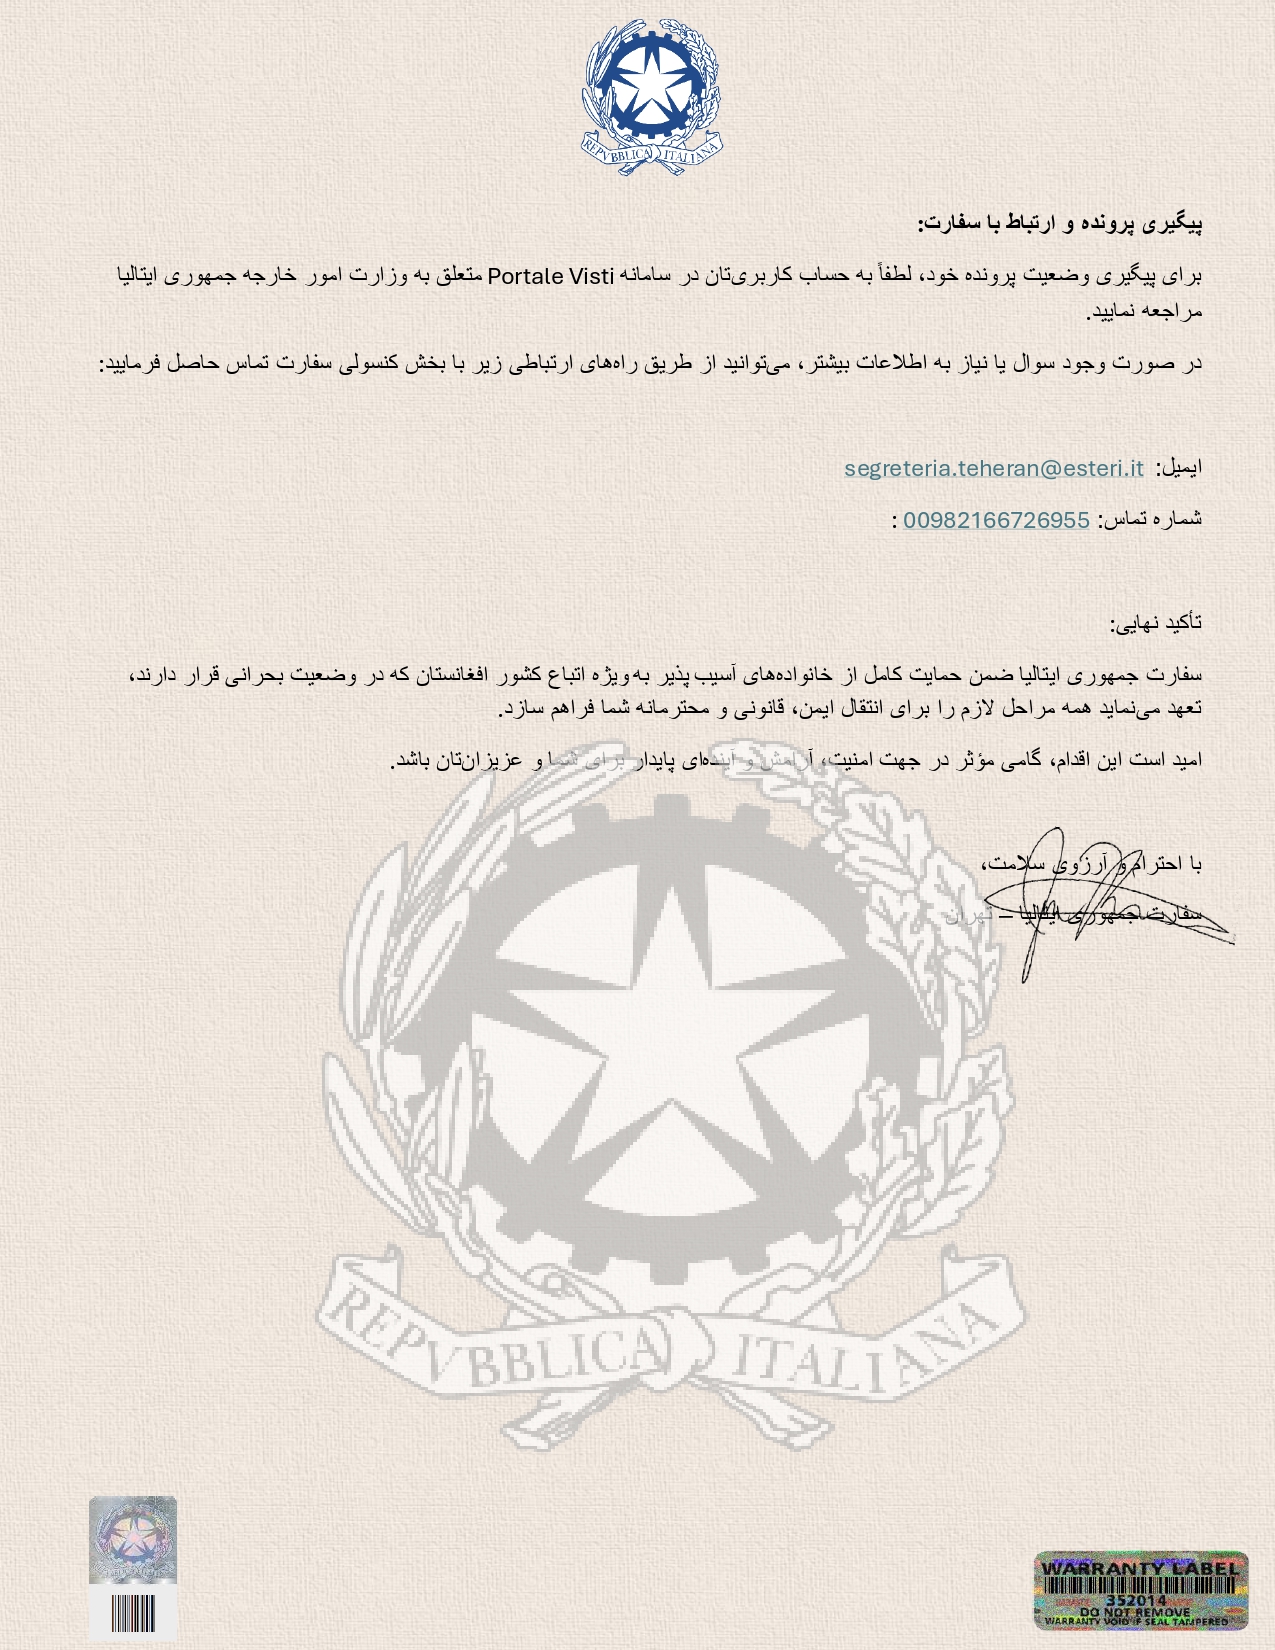 REPVBBLICA ITALIANA
پیگیری پرونده و ارتباط با سفارت:
برای پیگیری وضعیت پرونده خود، لطفاً به حساب کاربری‌تان در سامانه Portale Visti متعلق به وزارت امور خارجه جمهوری ایتالیا
مراجعه نمایید.
در صورت وجود سوال یا نیاز به اطلاعات بیشتر، می‌توانید از طریق راه‌های ارتباطی زیر با بخش کنسولی سفارت تماس حاصل فرمایید:
ایمیل: segreteria.teheran@esteri.it
شماره تماس: 00982166726955 :
تأکید نهایی:
سفارت جمهوری ایتالیا ضمن حمایت کامل از خانواده‌های آسیب پذیر به ویژه اتباع کشور افغانستان که در وضعیت بحرانی قرار دارند،
تعهد می‌نماید همه مراحل لازم را برای انتقال ایمن، قانونی و محترمانه شما فراهم سازد.
امید است این اقدام، گامی مؤثر در جهت امنیت، آرامش و آینده‌ای پایدار برای شما و عزیزان‌تان باشد.
با احترام و آرزوی سلامت،
سفارت جمهوری ایتالیا – تهران
REPVBBLICA ITALIANA
WARRANTY LABEL
352014
DO NOT REMOVE
WARRANTY VOID IF SEAL TAMPERED